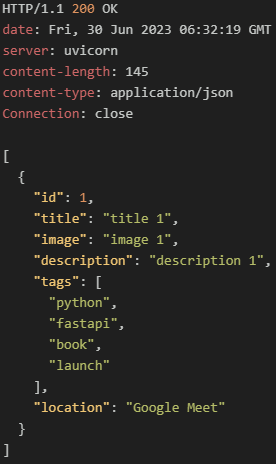 HTTP/1.1 200 OK
date: Fri, 30 Jun 2023 06:32:19 GMT
server: uvicorn
content-length: 145
content-type: application/json
Connection: close

[
  {
    "id": 1,
    "title": "title 1",
    "image": "image 1",
    "description": "description 1",
    "tags": [
      "python",
      "fastapi",
      "book",
      "launch"
    ],
    "location": "Google Meet"
  }
]